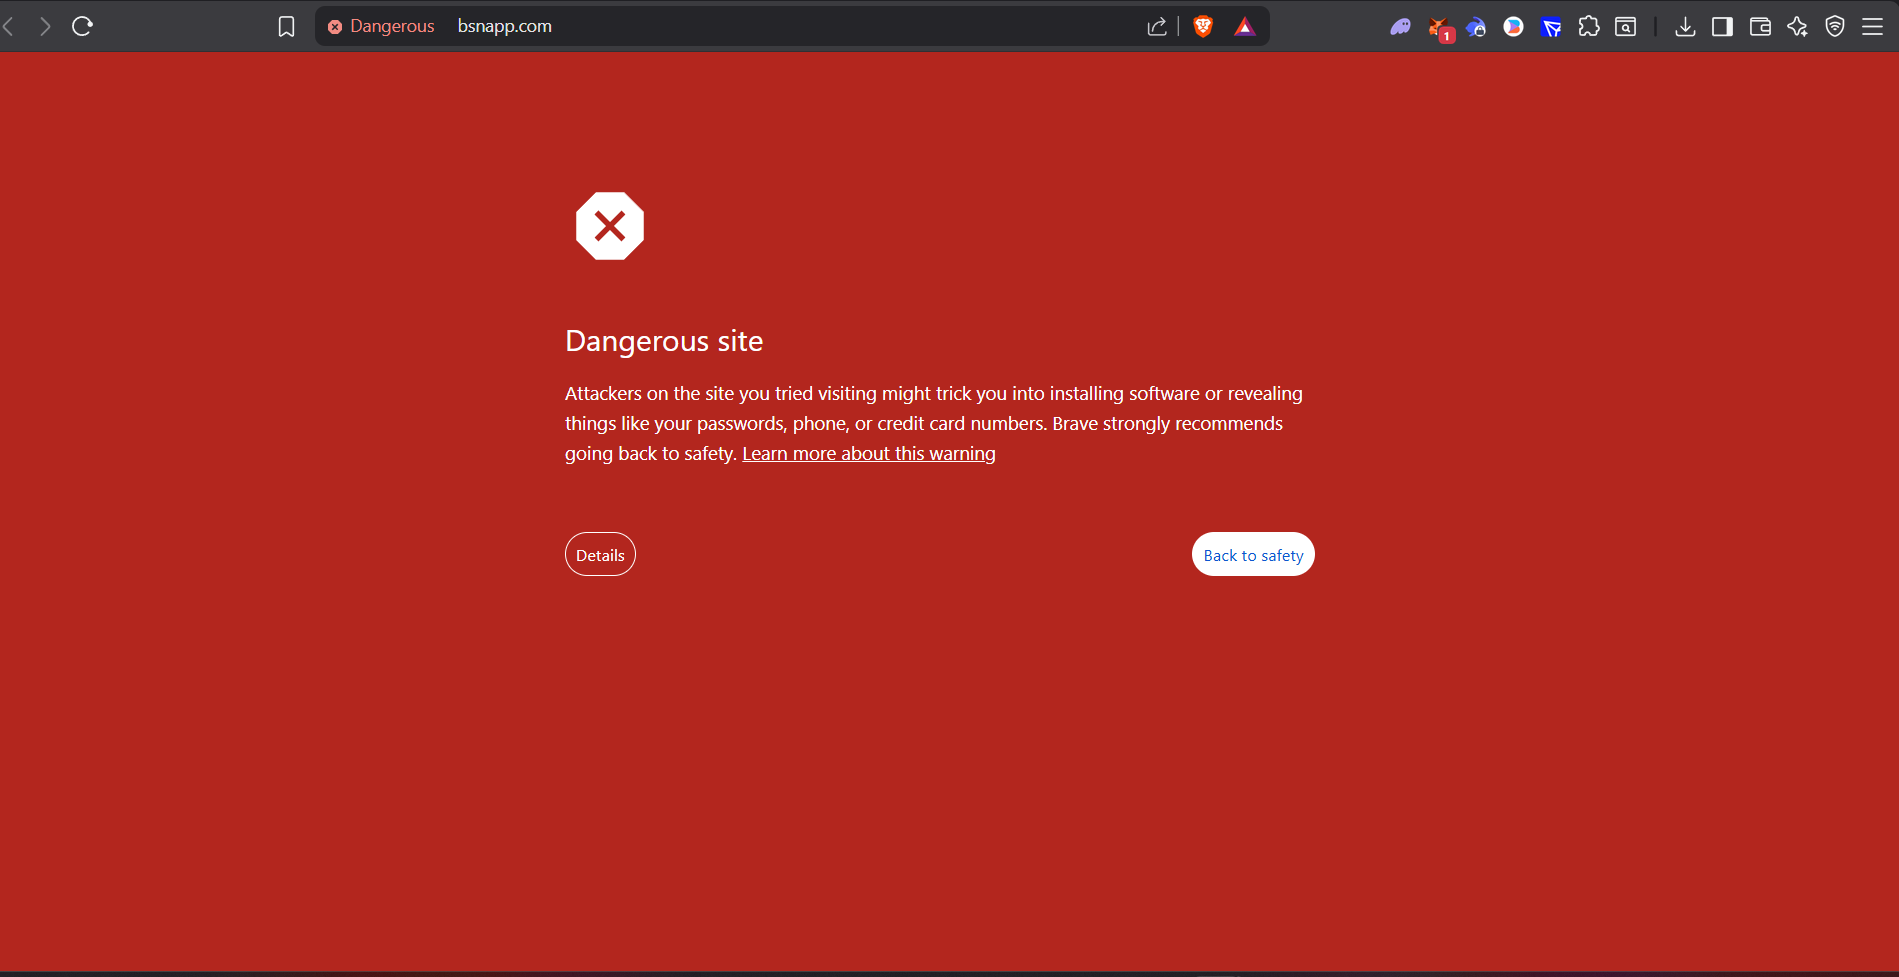 Dangerous bsnapp.com
1
Dangerous site
Attackers on the site you tried visiting might trick you into installing software or revealing
things like your passwords, phone, or credit card numbers. Brave strongly recommends
going back to safety. Learn more about this warning
Details
Back to safety